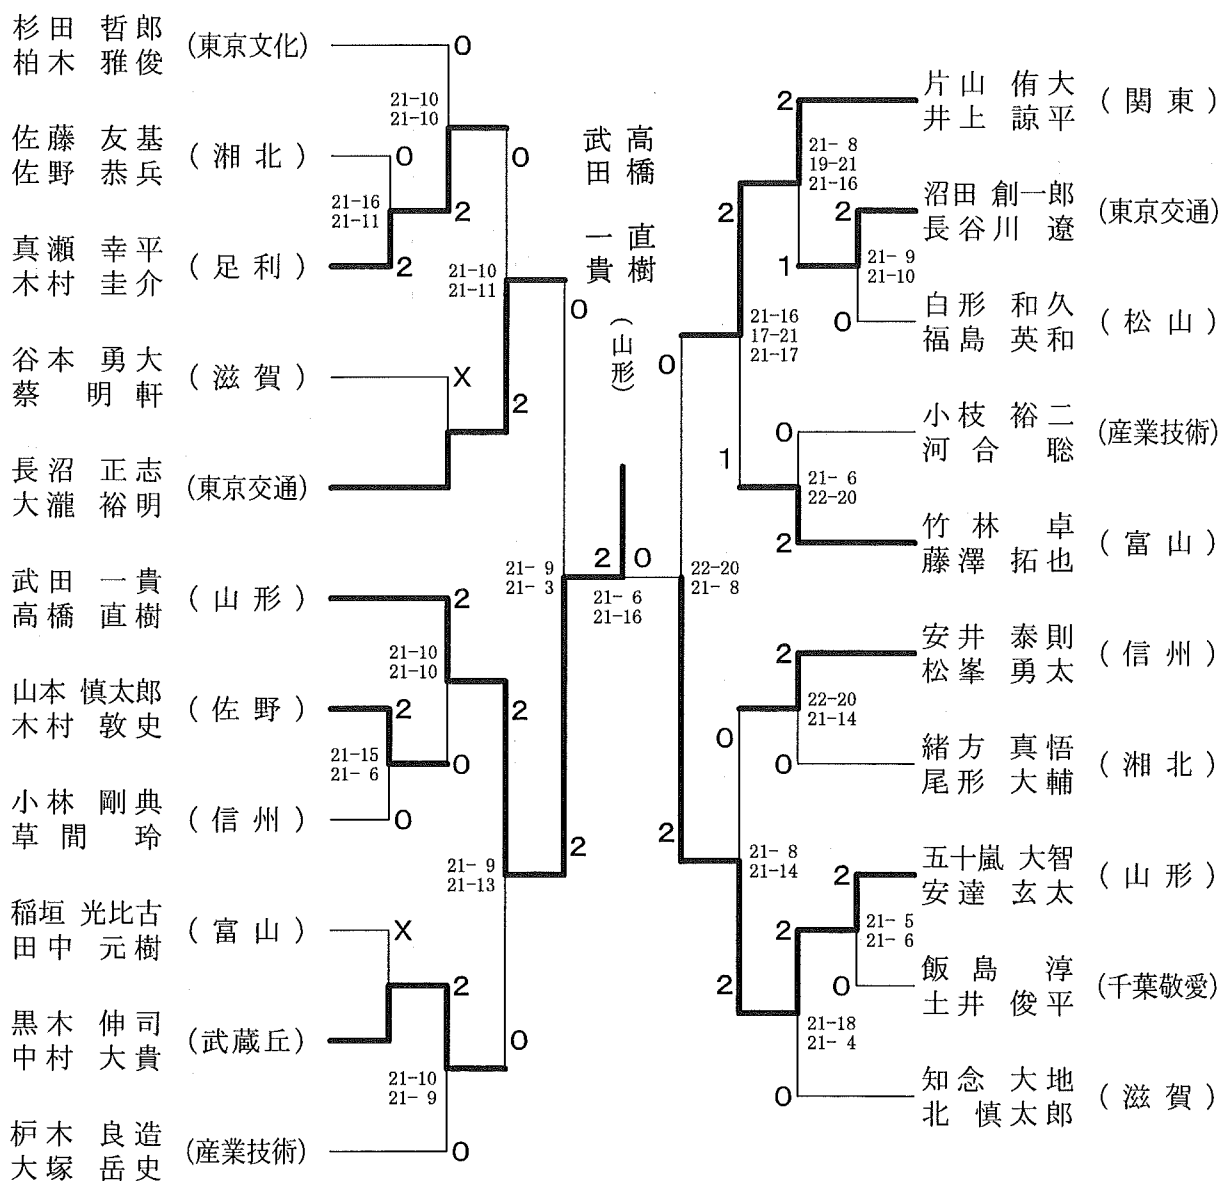 杉田 哲郎
柏木 雅俊
(東京文化)
0
21-10
21-10
佐藤 友基
佐野 恭兵
(湘北)
0
0
21-16
21-11
2
真瀬 幸平
木村 圭介
(足利)
2
21-10
21-11
0
谷本 勇大
蔡 明軒
(滋賀)
X
2
長沼 正志
大瀧 裕明
(東京交通)
武田 一貴
高橋 直樹
(山形)
2
21-10
21-10
21- 9
21- 3
山本 慎太郎
木村 敦史
(佐野)
2
2
21-15
21- 6
0
小林 剛典
草間 玲
(信州)
0
21- 9
21-13
2
稲垣 光比古
田中 元樹
(富山)
X
2
黒木 伸司
中村 大貴
(武蔵丘)
0
21-10
21- 9
枦木 良造
大塚 岳史
(産業技術)
0
高橋 直樹
武田 一貴
(山形)
2
0
21- 6
21-16
片山 侑大
井上 諒平
(関東)
2
21- 8
19-21
21-16
沼田 創一郎
長谷川 遼
(東京交通)
2
2
1
21- 9
21-10
白形 和久
福島 英和
(松山)
0
21-16
17-21
21-17
0
小枝 裕二
河合 聡
(産業技術)
0
1
21- 6
22-20
竹林 卓
藤澤 拓也
(富山)
2
22-20
21- 8
安井 泰則
松峯 勇太
(信州)
2
22-20
21-14
0
緒方 真悟
尾形 大輔
(湘北)
0
2
21- 8
21-14
五十嵐 大智
安達 玄太
(山形)
2
2
21- 5
21- 6
飯島 淳
土井 俊平
(千葉敬愛)
0
2
21-18
21- 4
知念 大地
北 慎太郎
(滋賀)
0